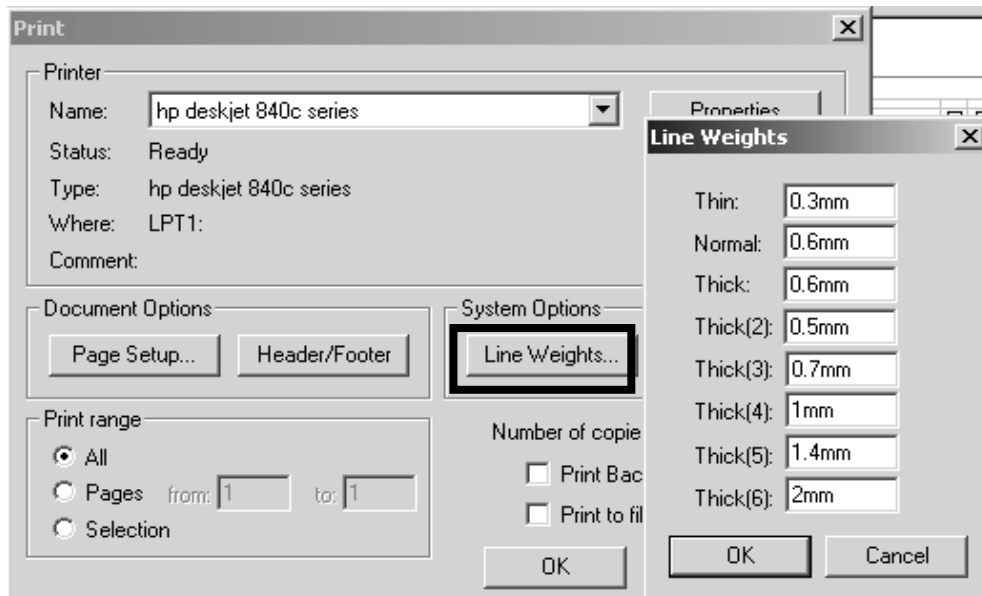 Print
Printer
Name: hp deskjet 840c series
Properties
Status: Ready
Type: hp deskjet 840c series
Where: LPT1:
Comment:
Document Options
Page Setup...
Header/Footer
System Options
Line Weights...
Print range
All
Pages from: 1 to: 1
Selection
Number of copie
Print Bac
Print to fil
OK
Line Weights
Thin: 0.3mm
Normal: 0.6mm
Thick: 0.6mm
Thick(2): 0.5mm
Thick(3): 0.7mm
Thick(4): 1mm
Thick(5): 1.4mm
Thick(6): 2mm
OK Cancel